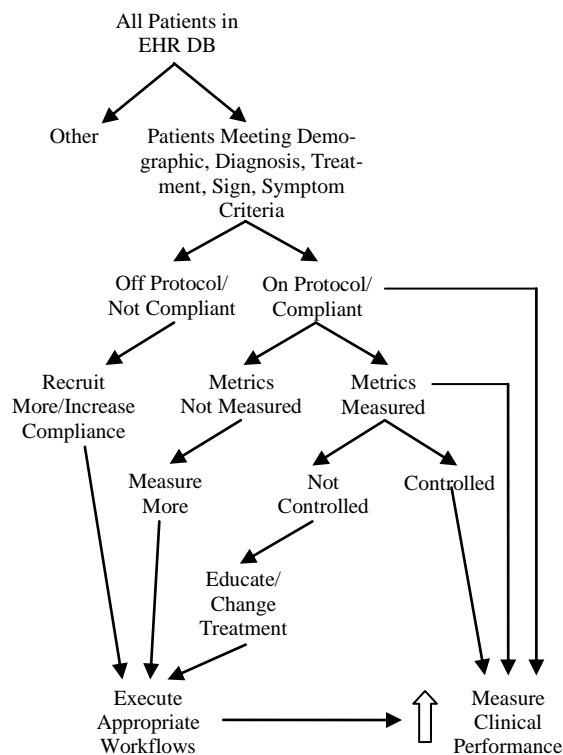 All Patients in
EHR DB
Other
Patients Meeting Demo-
graphic, Diagnosis, Treat-
ment, Sign, Symptom
Criteria
Off Protocol/
Not Compliant
On Protocol/
Compliant
Recruit
More/Increase
Compliance
Metrics
Not Measured
Metrics
Measured
Measure
More
Not
Controlled
Controlled
Educate/
Change
Treatment
Execute
Appropriate
Workflows
Measure
Clinical
Performance